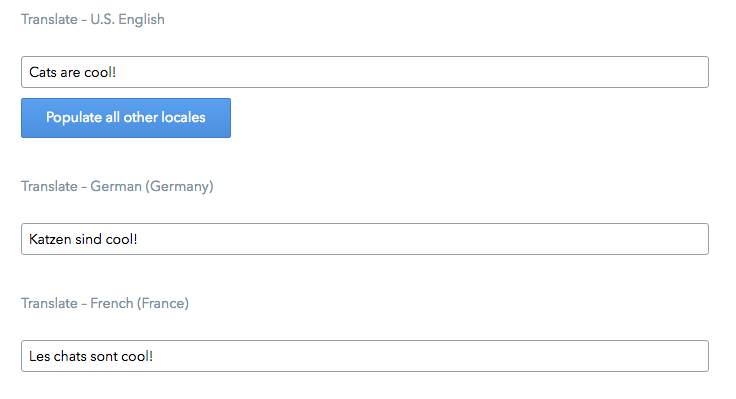 Translate – U.S. English
Cats are cool!
Populate all other locales
Translate – German (Germany)
Katzen sind cool!
Translate – French (France)
Les chats sont cool!